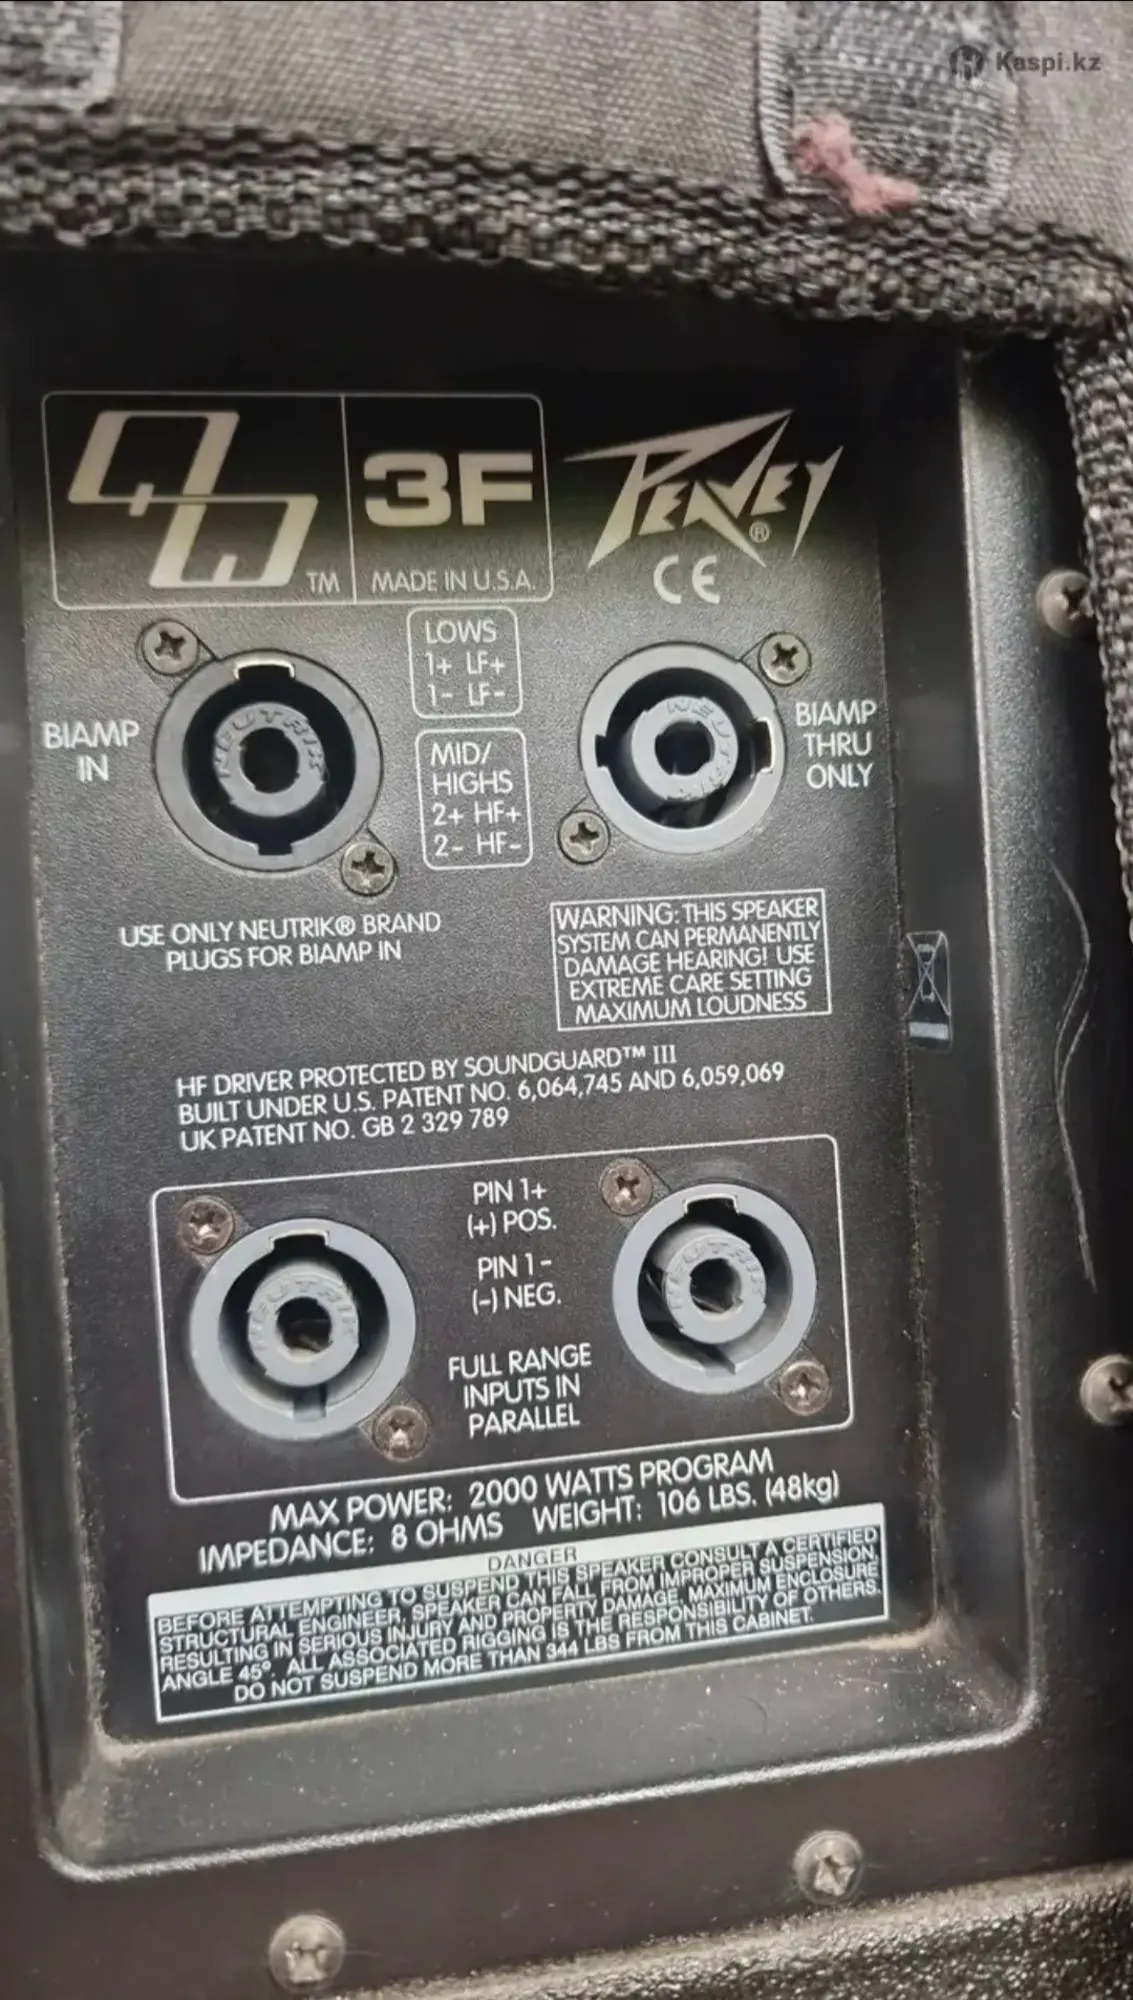 Kaspi.kz
QW TM
3F
MADE IN U.S.A.
PEAVEY®
CE
LOWS
1+ LF+
1- LF-
BIAMP
IN
MID/
HIGHS
2+ HF+
2- HF-
BIAMP
THRU
ONLY
NEUTRIK
NEUTRIK
USE ONLY NEUTRIK® BRAND
PLUGS FOR BIAMP IN
WARNING: THIS SPEAKER
SYSTEM CAN PERMANENTLY
DAMAGE HEARING! USE
EXTREME CARE SETTING
MAXIMUM LOUDNESS
HF DRIVER PROTECTED BY SOUNDGUARD™ III
BUILT UNDER U.S. PATENT NO. 6,064,745 AND 6,059,069
UK PATENT NO. GB 2 329 789
PIN 1+
(+) POS.
PIN 1-
(-) NEG.
NEUTRIK
NEUTRIK
FULL RANGE
INPUTS IN
PARALLEL
MAX POWER: 2000 WATTS PROGRAM
IMPEDANCE: 8 OHMS WEIGHT: 106 LBS. (48kg)
DANGER
BEFORE ATTEMPTING TO SUSPEND THIS SPEAKER CONSULT A CERTIFIED
STRUCTURAL ENGINEER. SPEAKER CAN FALL FROM IMPROPER SUSPENSION,
RESULTING IN SERIOUS INJURY AND PROPERTY DAMAGE. MAXIMUM ENCLOSURE
ANGLE 45°. ALL ASSOCIATED RIGGING IS THE RESPONSIBILITY OF OTHERS.
DO NOT SUSPEND MORE THAN 344 LBS FROM THIS CABINET.